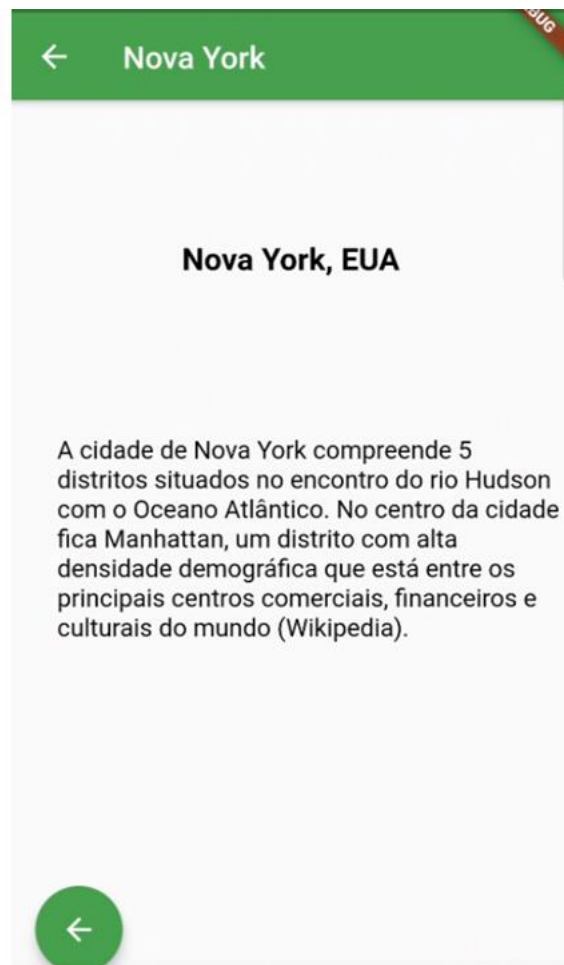 Nova York
Nova York, EUA
A cidade de Nova York compreende 5
distritos situados no encontro do rio Hudson
com o Oceano Atlântico. No centro da cidade
fica Manhattan, um distrito com alta
densidade demográfica que está entre os
principais centros comerciais, financeiros e
culturais do mundo (Wikipedia).